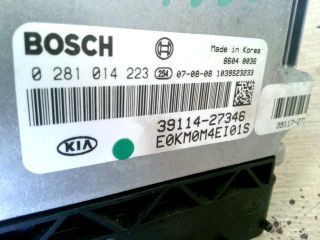 BOSCH
Made in Korea
8604 0036
0 281 014 223 254 07-08-08 1039S23233
39114-27346
KIA
E0KM0M4EI01S
39117-27